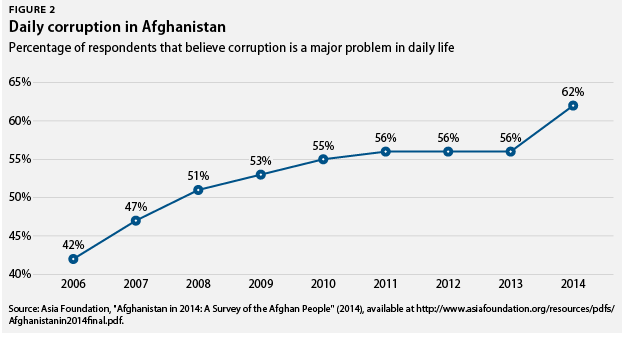 FIGURE 2
Daily corruption in Afghanistan
Percentage of respondents that believe corruption is a major problem in daily life
65%
62%
60%
56%
56%
56%
55%
55%
53%
51%
50%
47%
45%
42%
40%
2006 2007 2008 2009 2010 2011 2012 2013 2014
Source: Asia Foundation, "Afghanistan in 2014: A Survey of the Afghan People" (2014), available at http://www.asiafoundation.org/resources/pdfs/
Afghanistanin2014final.pdf.